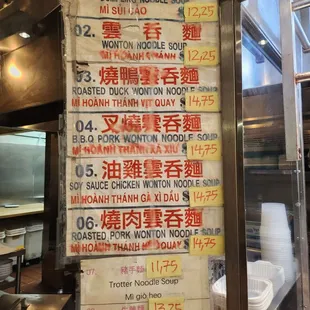 MÌ SỦI CẢO
12,25
02. 雲吞麵
WONTON NOODLE SOUP
MÌ HOÀNH THÁNH
12,25
03. 燒鴨雲吞麵
ROASTED DUCK WONTON NOODLE SOUP
MÌ HOÀNH THÁNH VỊT QUAY
14,75
04. 叉燒雲吞麵
B.B.Q PORK WONTON NOODLE SOUP
MÌ HOÀNH THÁNH XÁ XÍU
14,75
05. 油雞雲吞麵
SOY SAUCE CHICKEN WONTON NOODLE SOUP
MÌ HOÀNH THÁNH GÀ XÌ DẦU
14,75
06. 燒肉雲吞麵
ROASTED PORK WONTON NOODLE SOUP
MÌ HOÀNH THÁNH HEO QUAY
14,75
07.
11,75
Trotter Noodle Soup
Mì giò heo
13,25